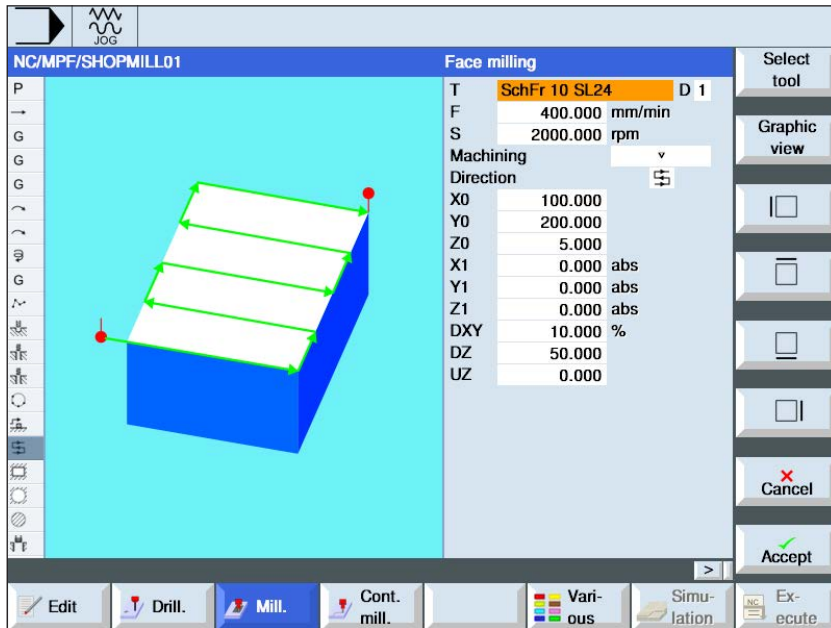 JOG
NC/MPF/SHOPMILL01
Face milling
Select
tool
P
G
G
G
G
T SchFr 10 SL24 D 1
F 400.000 mm/min
S 2000.000 rpm
Machining ▿
Direction
X0 100.000
Y0 200.000
Z0 5.000
X1 0.000 abs
Y1 0.000 abs
Z1 0.000 abs
DXY 10.000 %
DZ 50.000
UZ 0.000
Graphic
view
Cancel
Accept
>
Edit
Drill.
Mill.
Cont.
mill.
Vari-
ous
Simu-
lation
NC
Ex-
ecute